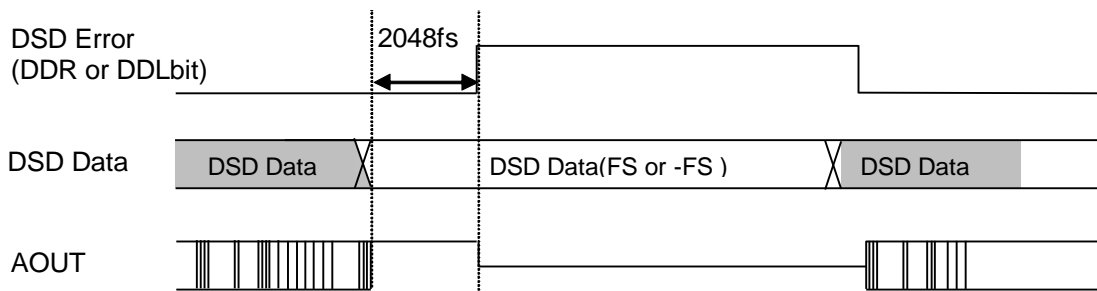 DSD Error
(DDR or DDLbit)
2048fs
DSD Data
DSD Data
DSD Data(FS or -FS )
DSD Data
AOUT